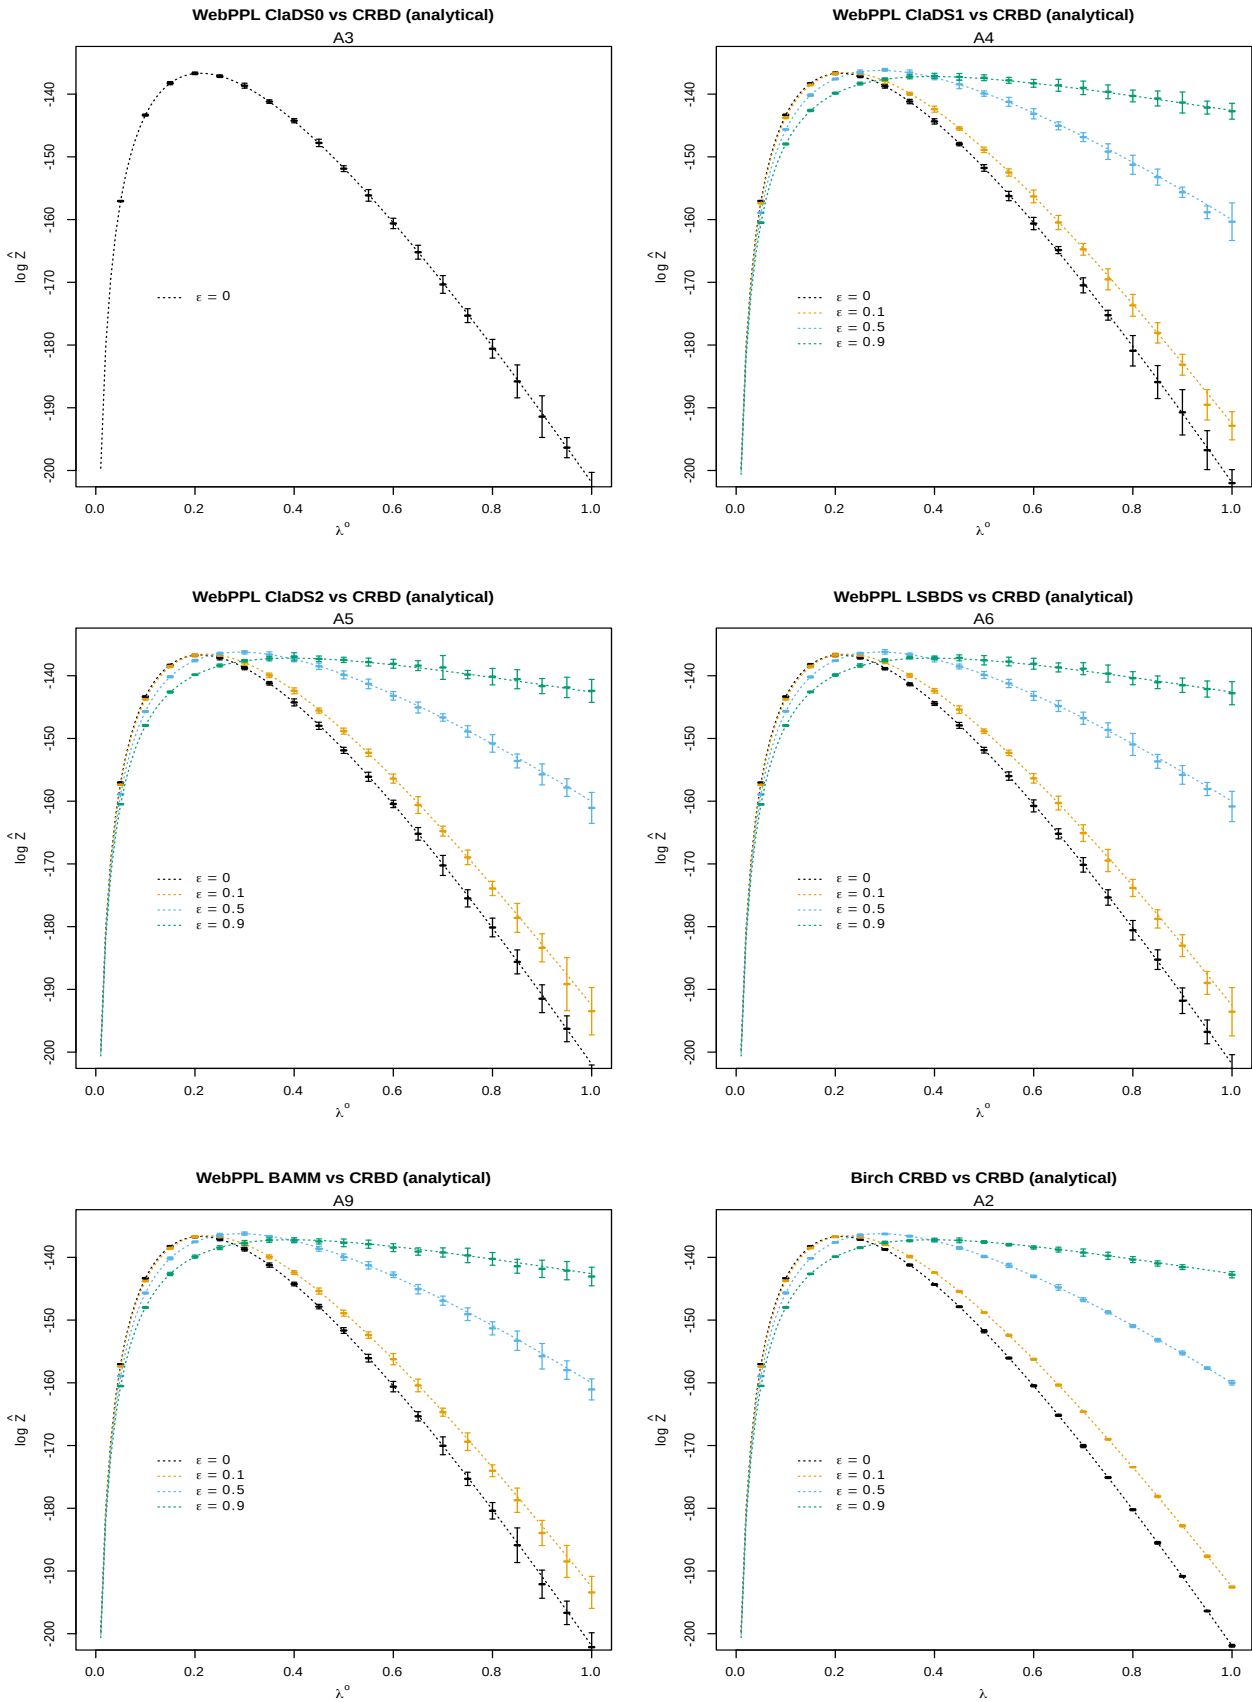 WebPPL ClaDS0 vs CRBD (analytical)
A3
log Ẑ
-140
-150
-160
-170
-180
-190
-200
ε = 0
0.0 0.2 0.4 0.6 0.8 1.0
λ°
WebPPL ClaDS1 vs CRBD (analytical)
A4
log Ẑ
-140
-150
-160
-170
-180
-190
-200
ε = 0
ε = 0.1
ε = 0.5
ε = 0.9
0.0 0.2 0.4 0.6 0.8 1.0
λ°
WebPPL ClaDS2 vs CRBD (analytical)
A5
log Ẑ
-140
-150
-160
-170
-180
-190
-200
ε = 0
ε = 0.1
ε = 0.5
ε = 0.9
0.0 0.2 0.4 0.6 0.8 1.0
λ°
WebPPL LSBDS vs CRBD (analytical)
A6
log Ẑ
-140
-150
-160
-170
-180
-190
-200
ε = 0
ε = 0.1
ε = 0.5
ε = 0.9
0.0 0.2 0.4 0.6 0.8 1.0
λ°
WebPPL BAMM vs CRBD (analytical)
A9
log Ẑ
-140
-150
-160
-170
-180
-190
-200
ε = 0
ε = 0.1
ε = 0.5
ε = 0.9
0.0 0.2 0.4 0.6 0.8 1.0
λ°
Birch CRBD vs CRBD (analytical)
A2
log Ẑ
-140
-150
-160
-170
-180
-190
-200
ε = 0
ε = 0.1
ε = 0.5
ε = 0.9
0.0 0.2 0.4 0.6 0.8 1.0
λ